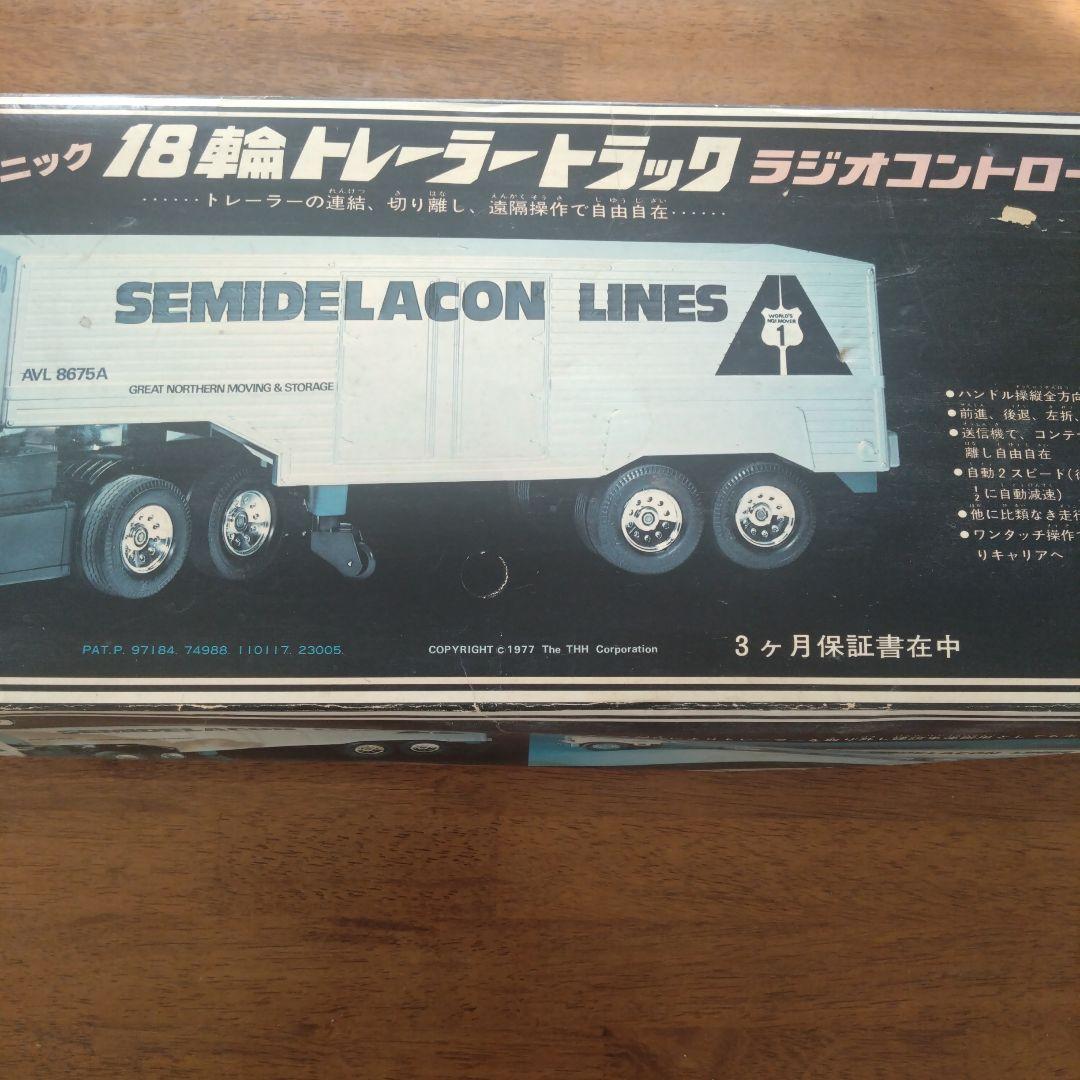 ニック 18輪トレーラートラック ラジオコントロー
……トレーラーの連結、切り離し、遠隔操作で自由自在……
SEMIDELACON LINES
WORLD'S
NO1 MOVER
1
AVL 8675A
GREAT NORTHERN MOVING & STORAGE
●ハンドル操縦全方向
●前進、後退、左折、
●送信機で、コンテ
離し自由自在
●自動2スピード(後
½に自動減速)
●他に比類なき走行
●ワンタッチ操作で
りキャリアへ
PAT.P. 97184. 74988. 110117. 23005.
COPYRIGHT c 1977 The THH Corporation
3ヶ月保証書在中